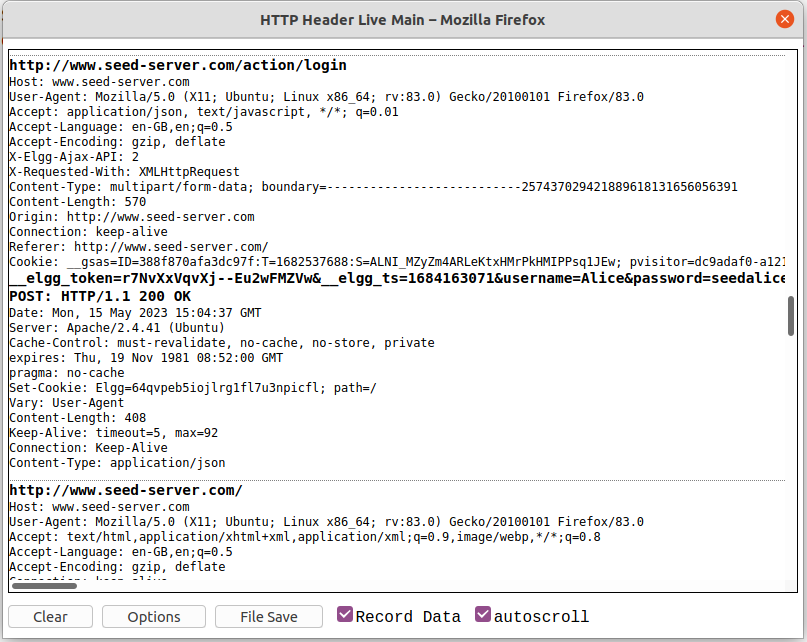 HTTP Header Live Main – Mozilla Firefox
http://www.seed-server.com/action/login
Host: www.seed-server.com
User-Agent: Mozilla/5.0 (X11; Ubuntu; Linux x86_64; rv:83.0) Gecko/20100101 Firefox/83.0
Accept: application/json, text/javascript, */*; q=0.01
Accept-Language: en-GB,en;q=0.5
Accept-Encoding: gzip, deflate
X-Elgg-Ajax-API: 2
X-Requested-With: XMLHttpRequest
Content-Type: multipart/form-data; boundary=---------------------------257437029421889618131656056391
Content-Length: 570
Origin: http://www.seed-server.com
Connection: keep-alive
Referer: http://www.seed-server.com/
Cookie: __gsas=ID=388f870afa3dc97f:T=1682537688:S=ALNI_MZyZm4ARLeKtxHMrPkHMIPPsq1JEw; pvisitor=dc9adaf0-a121
__elgg_token=r7NvXxVqvXj--Eu2wFMZVw&__elgg_ts=1684163071&username=Alice&password=seedalice
POST: HTTP/1.1 200 OK
Date: Mon, 15 May 2023 15:04:37 GMT
Server: Apache/2.4.41 (Ubuntu)
Cache-Control: must-revalidate, no-cache, no-store, private
expires: Thu, 19 Nov 1981 08:52:00 GMT
pragma: no-cache
Set-Cookie: Elgg=64qvpeb5iojlrg1fl7u3npicfl; path=/
Vary: User-Agent
Content-Length: 408
Keep-Alive: timeout=5, max=92
Connection: Keep-Alive
Content-Type: application/json
http://www.seed-server.com/
Host: www.seed-server.com
User-Agent: Mozilla/5.0 (X11; Ubuntu; Linux x86_64; rv:83.0) Gecko/20100101 Firefox/83.0
Accept: text/html,application/xhtml+xml,application/xml;q=0.9,image/webp,*/*;q=0.8
Accept-Language: en-GB,en;q=0.5
Accept-Encoding: gzip, deflate
Connection: keep-alive
Clear Options File Save Record Data autoscroll